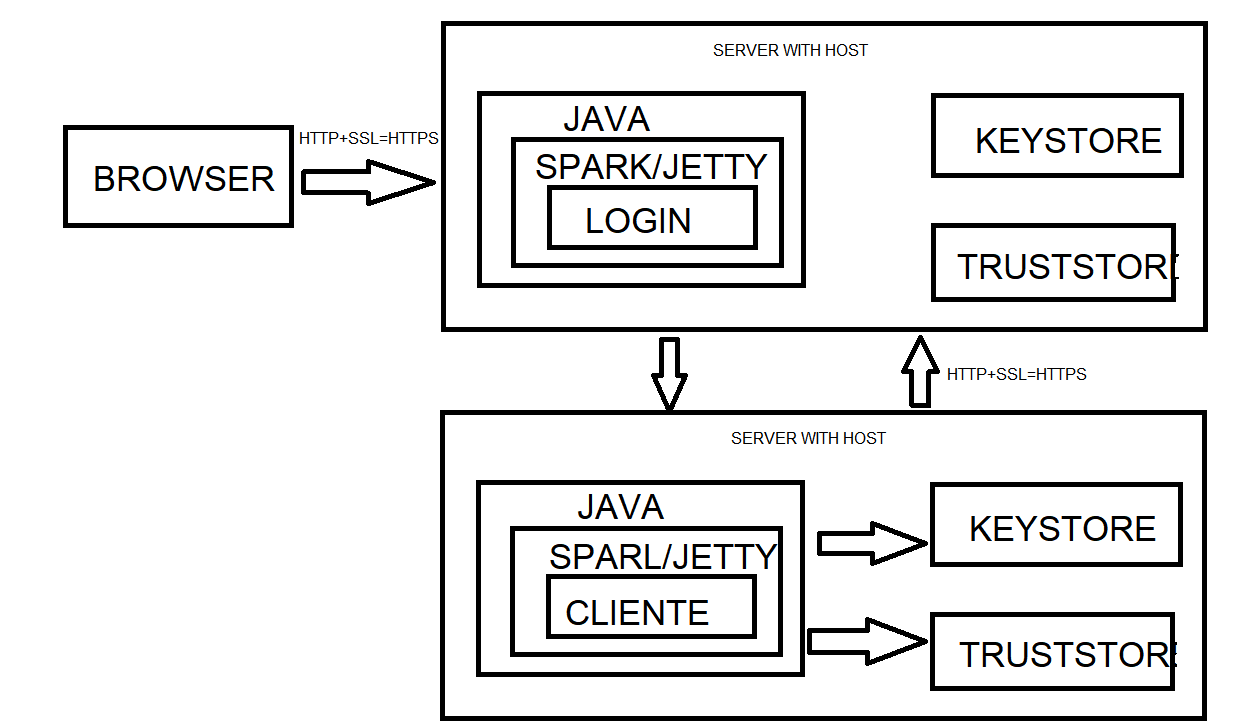 SERVER WITH HOST
JAVA
KEYSTORE
HTTP+SSL=HTTPS
BROWSER
SPARK/JETTY
LOGIN
TRUSTSTORE
HTTP+SSL=HTTPS
SERVER WITH HOST
JAVA
KEYSTORE
SPARL/JETTY
CLIENTE
TRUSTSTORE